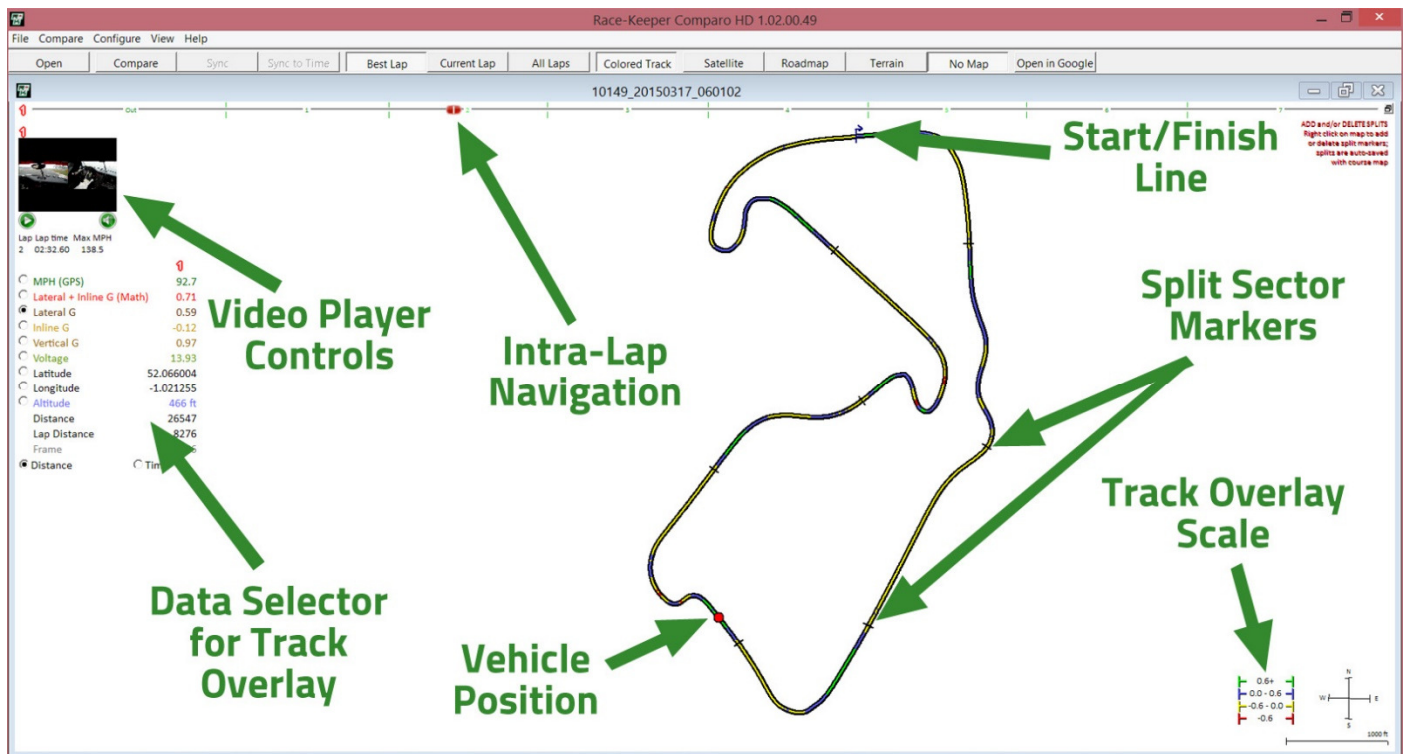 Race-Keeper Comparo HD 1.02.00.49
File Compare Configure View Help
Open Compare Sync Sync to Time Best Lap Current Lap All Laps Colored Track Satellite Roadmap Terrain No Map Open in Google
10149_20150317_060102
Out 1 2 3 4 5 6 7
ADD and/or DELETE SPLITS
Right click on map to add
or delete split markers;
splits are auto-saved
with course map
Start/Finish
Line
Lap Lap time Max MPH
2 02:32.60 138.5
MPH (GPS) 92.7
Lateral + Inline G (Math) 0.71
Lateral G 0.59
Inline G -0.12
Vertical G 0.97
Voltage 13.93
Latitude 52.066004
Longitude -1.021255
Altitude 466 ft
Distance 26547
Lap Distance 8276
Frame
Distance
Video Player
Controls
Intra-Lap
Navigation
Split Sector
Markers
Track Overlay
Scale
Data Selector
for Track
Overlay
Vehicle
Position
0.6+
0.0 - 0.6
-0.6 - 0.0
-0.6
N
W E
S
1000 ft